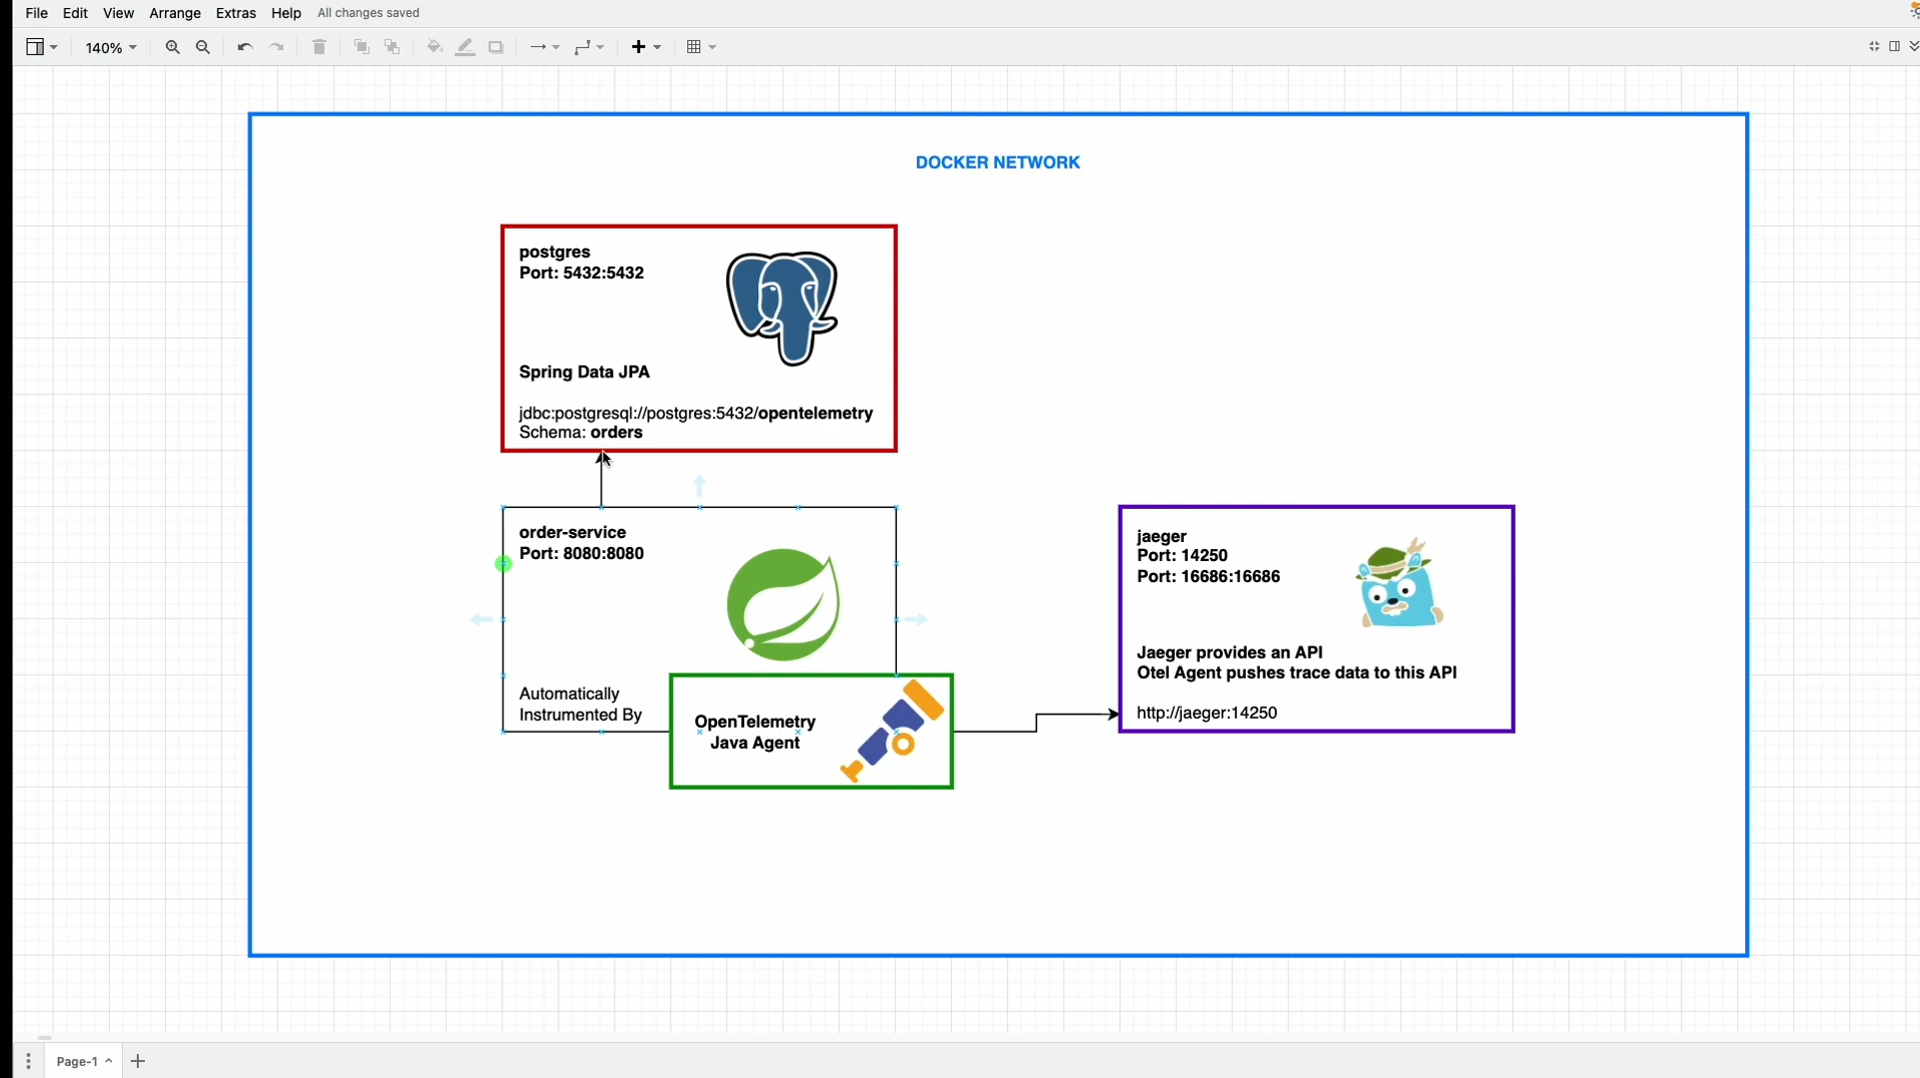 File Edit View Arrange Extras Help All changes saved
140%
DOCKER NETWORK
postgres
Port: 5432:5432
Spring Data JPA
jdbc:postgresql://postgres:5432/opentelemetry
Schema: orders
order-service
Port: 8080:8080
Automatically
Instrumented By
OpenTelemetry
Java Agent
jaeger
Port: 14250
Port: 16686:16686
Jaeger provides an API
Otel Agent pushes trace data to this API
http://jaeger:14250
Page-1